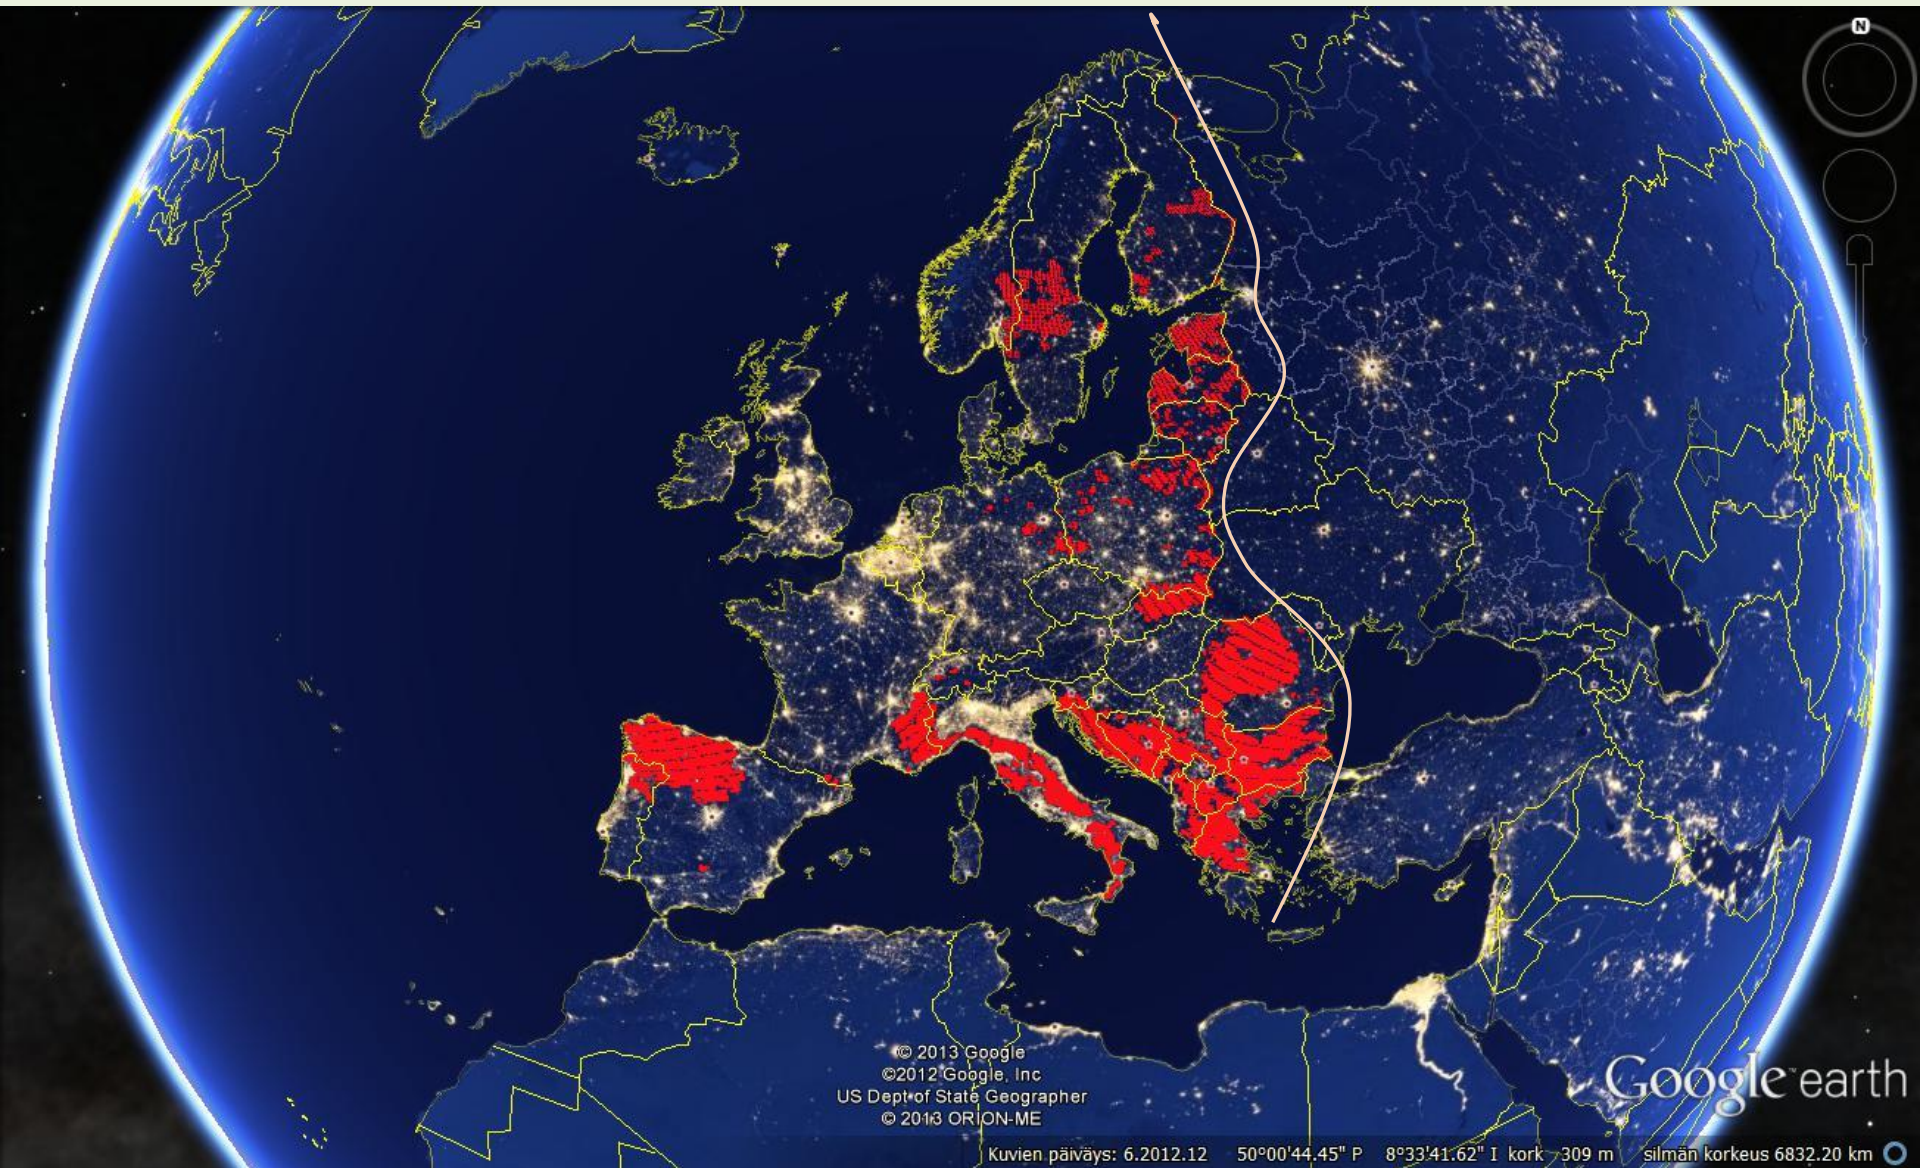 N
© 2013 Google
©2012 Google, Inc
US Dept of State Geographer
© 2013 ORION-ME
Google earth
Kuvien päiväys: 6.2012.12 50°00'44.45" P 8°33'41.62" I kork 309 m silmän korkeus 6832.20 km